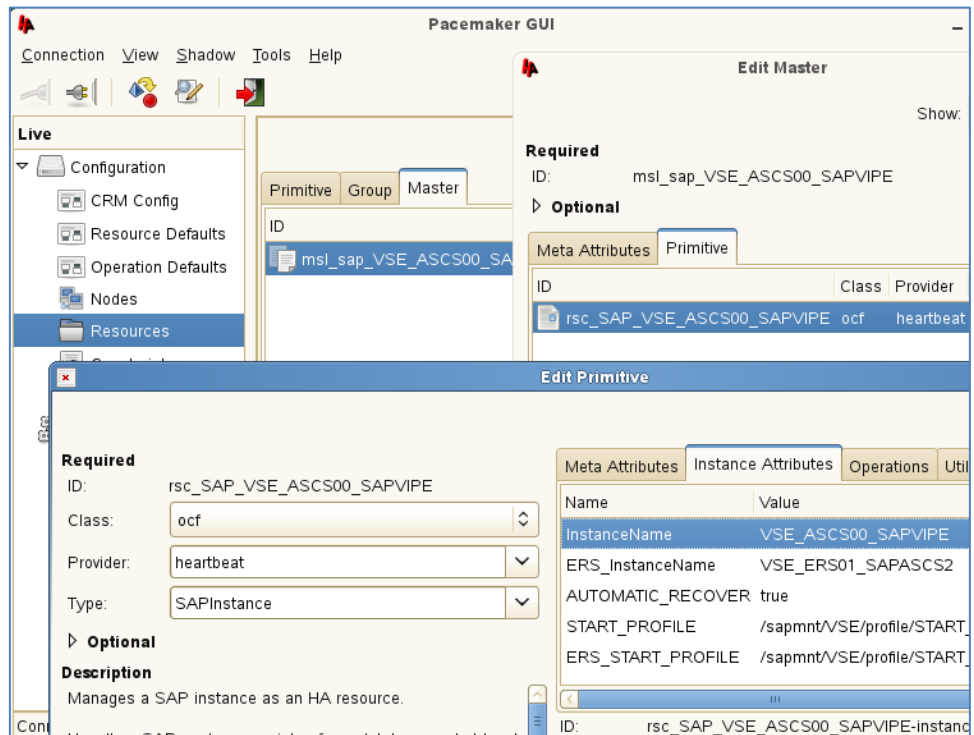 Pacemaker GUI
Connection View Shadow Tools Help
Live
Configuration
CRM Config
Resource Defaults
Operation Defaults
Nodes
Resources
Primitive Group Master
ID
msl_sap_VSE_ASCS00_SA
Edit Master
Show:
Required
ID: msl_sap_VSE_ASCS00_SAPVIPE
Optional
Meta Attributes Primitive
ID Class Provider
rsc_SAP_VSE_ASCS00_SAPVIPE ocf heartbeat
Edit Primitive
Required
ID: rsc_SAP_VSE_ASCS00_SAPVIPE
Class: ocf
Provider: heartbeat
Type: SAPInstance
Optional
Description
Manages a SAP instance as an HA resource.
Meta Attributes Instance Attributes Operations Util
Name Value
InstanceName VSE_ASCS00_SAPVIPE
ERS_InstanceName VSE_ERS01_SAPASCS2
AUTOMATIC_RECOVER true
START_PROFILE /sapmnt/VSE/profile/START_
ERS_START_PROFILE /sapmnt/VSE/profile/START_
ID: rsc_SAP_VSE_ASCS00_SAPVIPE-instanc
Conn